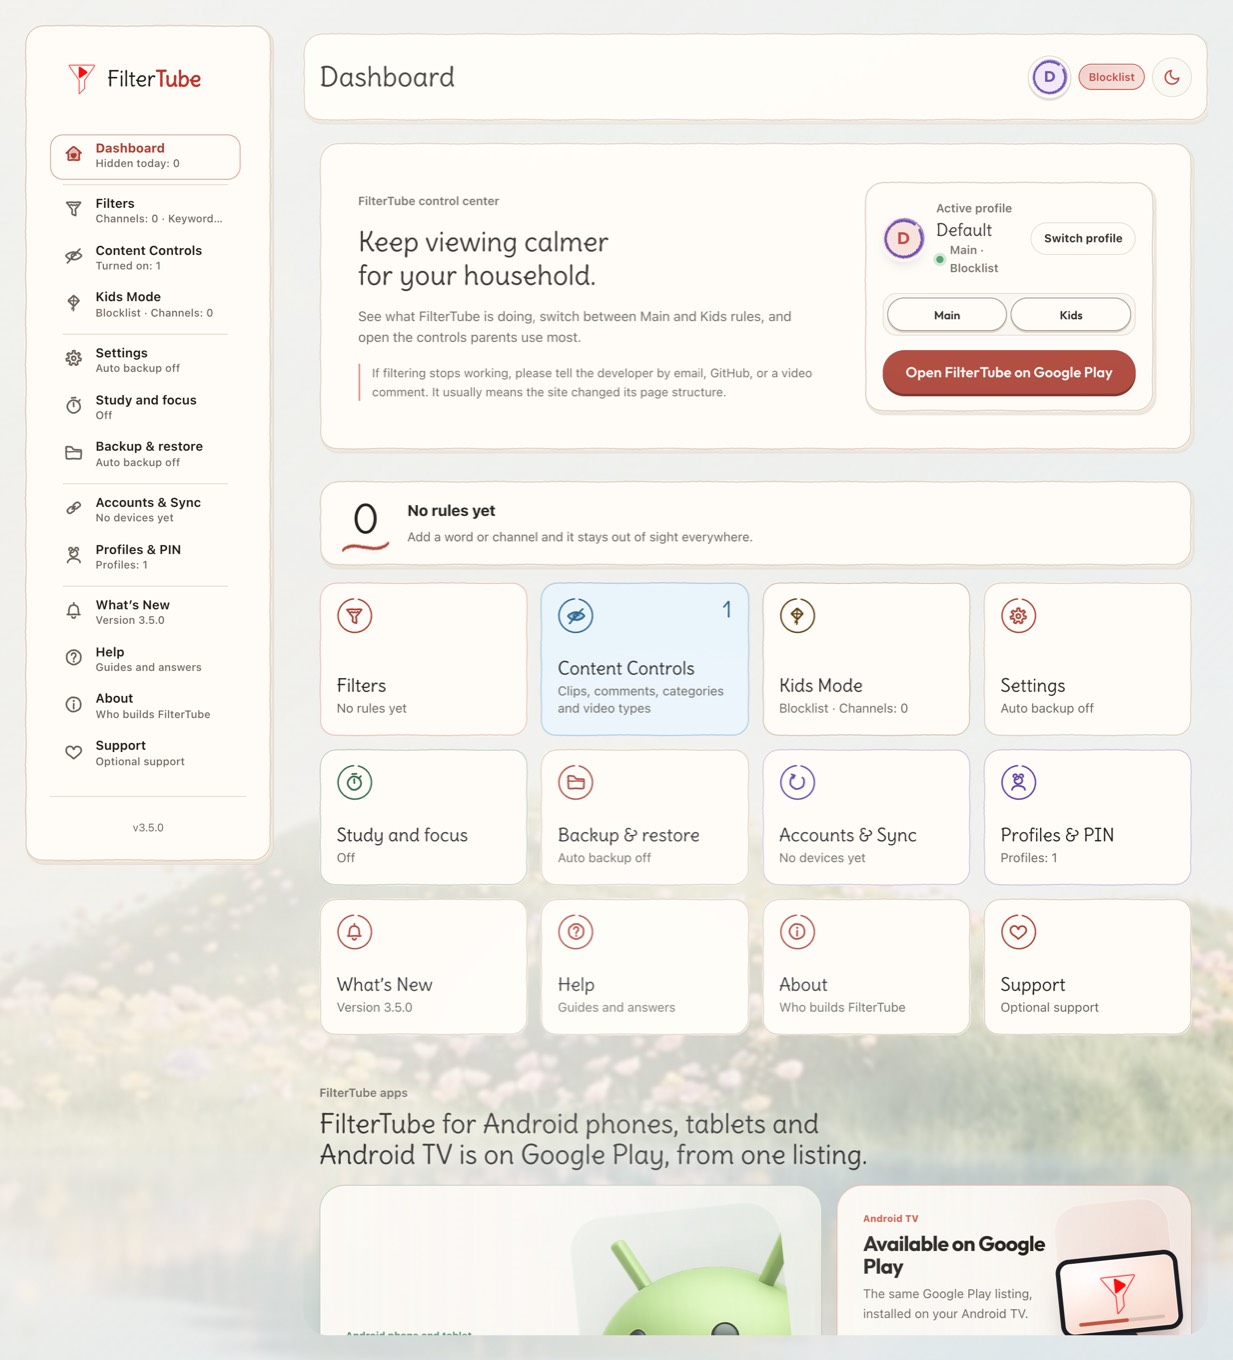 FilterTube
Dashboard
Hidden today: 0
Filters
Channels: 0 · Keyword...
Content Controls
Turned on: 1
Kids Mode
Blocklist · Channels: 0
Settings
Auto backup off
Study and focus
Off
Backup & restore
Auto backup off
Accounts & Sync
No devices yet
Profiles & PIN
Profiles: 1
What's New
Version 3.5.0
Help
Guides and answers
About
Who builds FilterTube
Support
Optional support
v3.5.0
Dashboard
D
Blocklist
FilterTube control center
Keep viewing calmer
for your household.
See what FilterTube is doing, switch between Main and Kids rules, and
open the controls parents use most.
If filtering stops working, please tell the developer by email, GitHub, or a video
comment. It usually means the site changed its page structure.
D
Active profile
Default
Main ·
Blocklist
Switch profile
Main
Kids
Open FilterTube on Google Play
0
No rules yet
Add a word or channel and it stays out of sight everywhere.
Filters
No rules yet
1
Content Controls
Clips, comments, categories
and video types
Kids Mode
Blocklist · Channels: 0
Settings
Auto backup off
Study and focus
Off
Backup & restore
Auto backup off
Accounts & Sync
No devices yet
Profiles & PIN
Profiles: 1
What's New
Version 3.5.0
Help
Guides and answers
About
Who builds FilterTube
Support
Optional support
FilterTube apps
FilterTube for Android phones, tablets and
Android TV is on Google Play, from one listing.
Android phone and tablet
Android TV
Available on Google
Play
The same Google Play listing,
installed on your Android TV.